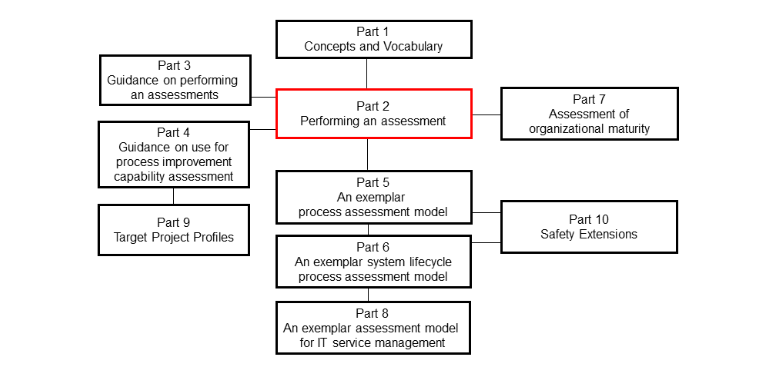 Part 1
Concepts and Vocabulary
Part 3
Guidance on performing
an assessments
Part 2
Performing an assessment
Part 7
Assessment of
organizational maturity
Part 4
Guidance on use for
process improvement
capability assessment
Part 5
An exemplar
process assessment model
Part 9
Target Project Profiles
Part 10
Safety Extensions
Part 6
An exemplar system lifecycle
process assessment model
Part 8
An exemplar assessment model
for IT service management